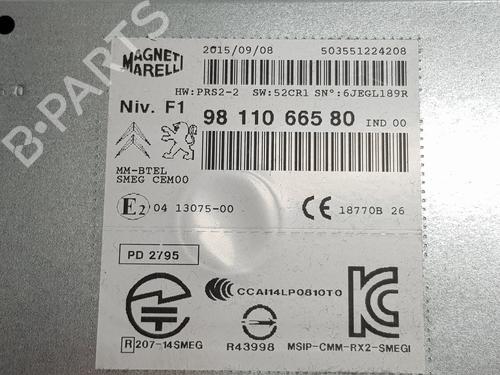 MAGNETI MARELLI
2015/09/08 503551224208
HW:PRS2-2 SW:52CR1 SN°:6JEGL189R
Niv. F1
98 110 665 80 IND 00
MM-BTEL
SMEG CEM00
E2 04 13075-00 CE 18770B 26
PD 2795
CCAI14LP0810T0
R 207-14SMEG R43998 MSIP-CMM-RX2-SMEGI
B-PARTS